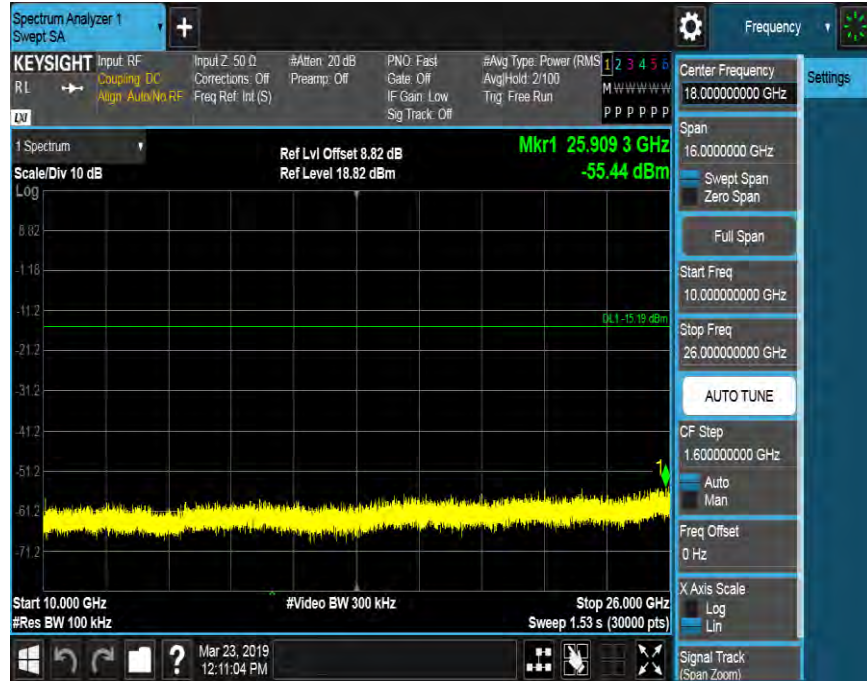 Spectrum Analyzer 1
Swept SA
+
Frequency
KEYSIGHT
RL
LXI
Input: RF
Coupling: DC
Align: Auto/No RF
Input Z: 50 Ω
Corrections: Off
Freq Ref: Int (S)
#Atten: 20 dB
Preamp: Off
PNO: Fast
Gate: Off
IF Gain: Low
Sig Track: Off
#Avg Type: Power (RMS
Avg|Hold: 2/100
Trig: Free Run
1 2 3 4 5 6
M W W W W W
P P P P P P
Settings
1 Spectrum
Scale/Div 10 dB
Ref Lvl Offset 8.82 dB
Ref Level 18.82 dBm
Mkr1 25.909 3 GHz
-55.44 dBm
Log
8.82
-1.18
-11.2
DL1 -15.19 dBm
-21.2
-31.2
-41.2
-51.2
1
-61.2
-71.2
Start 10.000 GHz
#Res BW 100 kHz
#Video BW 300 kHz
Stop 26.000 GHz
Sweep 1.53 s (30000 pts)
Center Frequency
18.000000000 GHz
Span
16.0000000 GHz
Swept Span
Zero Span
Full Span
Start Freq
10.000000000 GHz
Stop Freq
26.000000000 GHz
AUTO TUNE
CF Step
1.600000000 GHz
Auto
Man
Freq Offset
0 Hz
X Axis Scale
Log
Lin
Signal Track
(Span Zoom)
?
Mar 23, 2019
12:11:04 PM